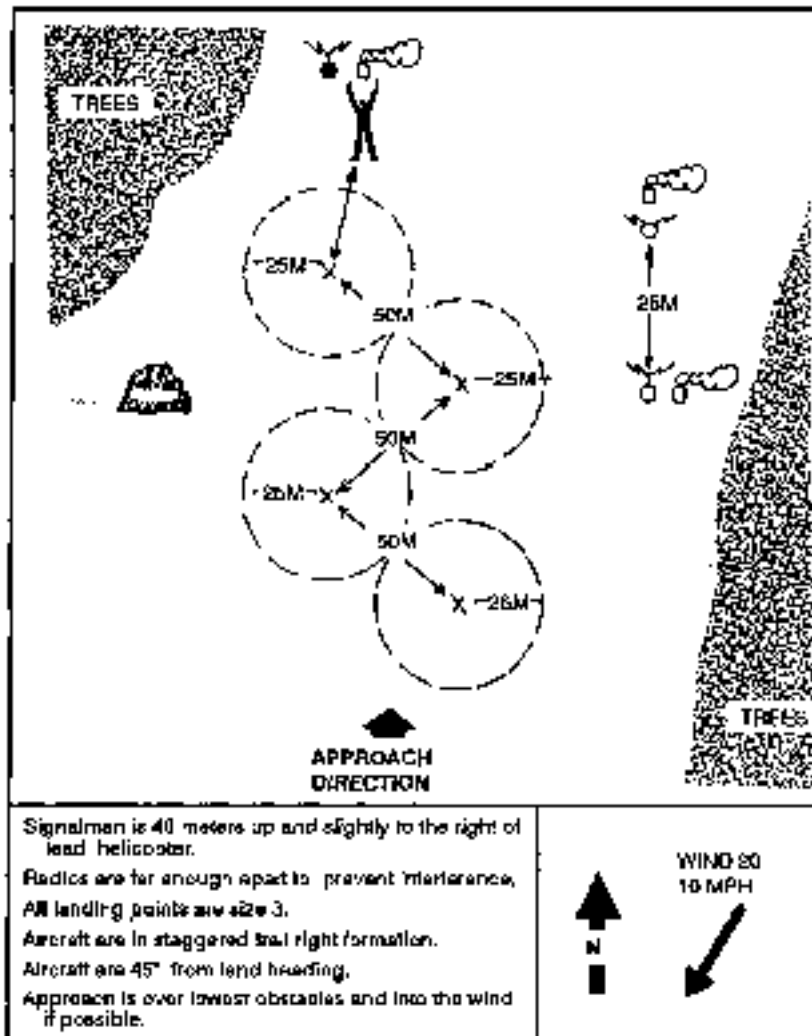 TREES
25M
50M
25M
25M
50M
25M
50M
26M
TREES
APPROACH
DIRECTION
Signalman is 40 meters up and slightly to the right of
lead helicopter.
Radios are far enough apart to prevent interference.
All landing points are size 3.
Aircraft are in staggered trail right formation.
Aircraft are 45° from land heading.
Approach is over lowest obstacles and into the wind
if possible.
N
WIND 20
10 MPH